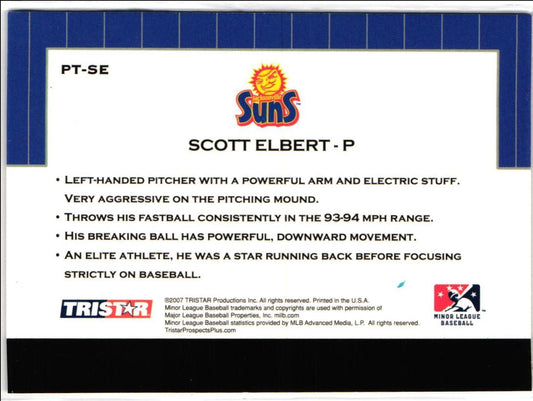 PT-SE
Jacksonville
SUNS
SCOTT ELBERT - P
• LEFT-HANDED PITCHER WITH A POWERFUL ARM AND ELECTRIC STUFF.
VERY AGGRESSIVE ON THE PITCHING MOUND.
• THROWS HIS FASTBALL CONSISTENTLY IN THE 93-94 MPH RANGE.
• HIS BREAKING BALL HAS POWERFUL, DOWNWARD MOVEMENT.
• AN ELITE ATHLETE, HE WAS A STAR RUNNING BACK BEFORE FOCUSING
STRICTLY ON BASEBALL.
TRISTAR
©2007 TRISTAR Productions Inc. All rights reserved. Printed in the U.S.A.
Minor League Baseball trademarks and copyrights are used with permission of
Major League Baseball Properties, Inc. milb.com
Minor League Baseball statistics provided by MLB Advanced Media, L.P. All rights reserved.
TristarProspectsPlus.com
MINOR LEAGUE
BASEBALL